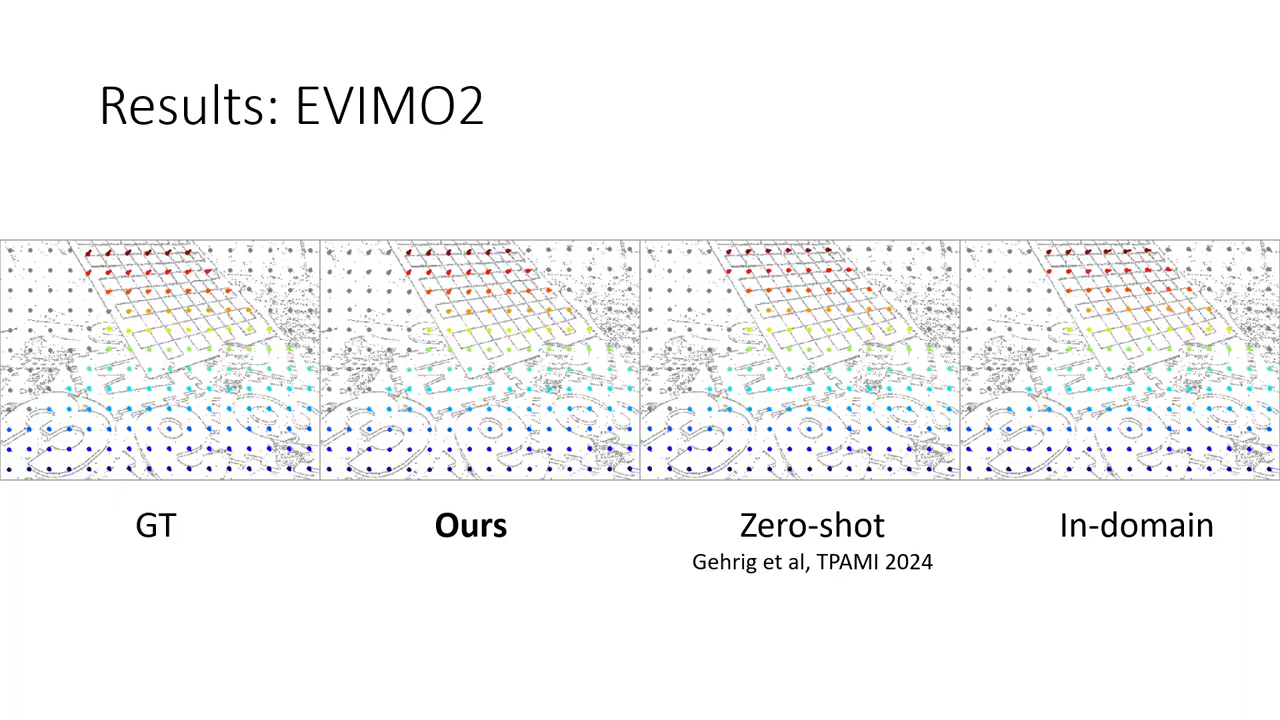 Results: EVIMO2
GT
Ours
Zero-shot
In-domain
Gehrig et al, TPAMI 2024